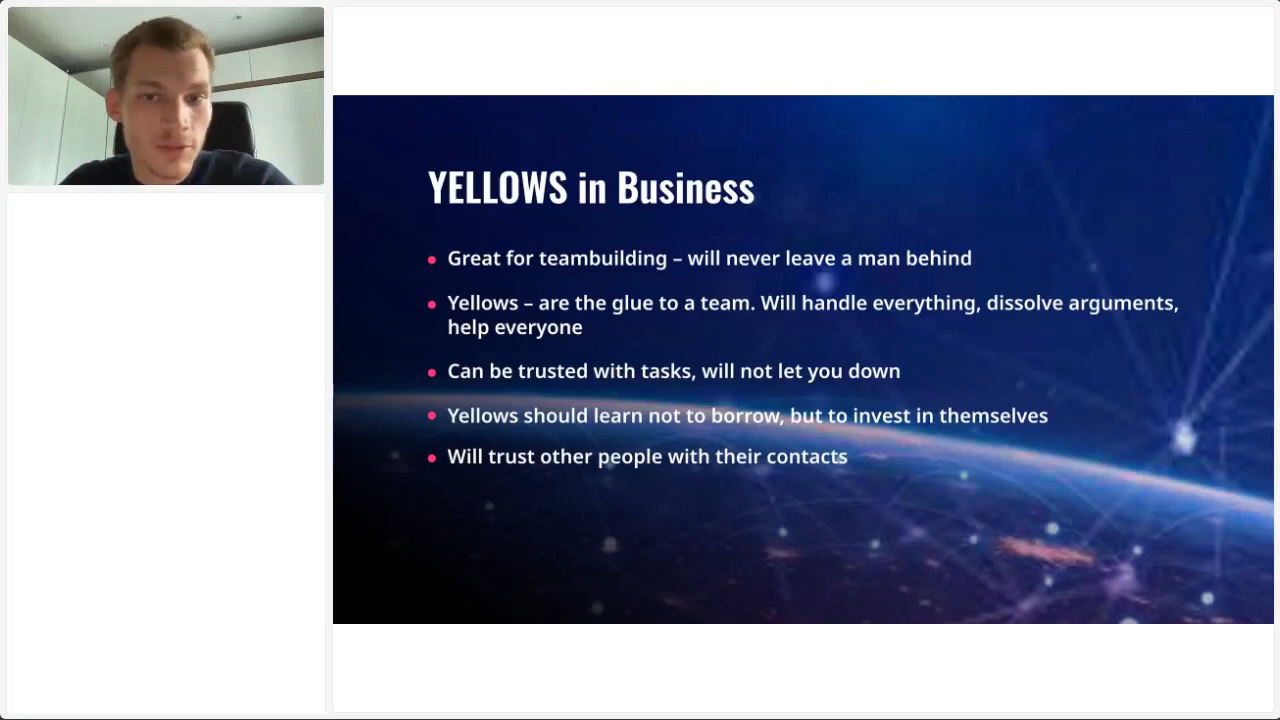 YELLOWS in Business
Great for teambuilding – will never leave a man behind
Yellows – are the glue to a team. Will handle everything, dissolve arguments,
help everyone
Can be trusted with tasks, will not let you down
Yellows should learn not to borrow, but to invest in themselves
Will trust other people with their contacts